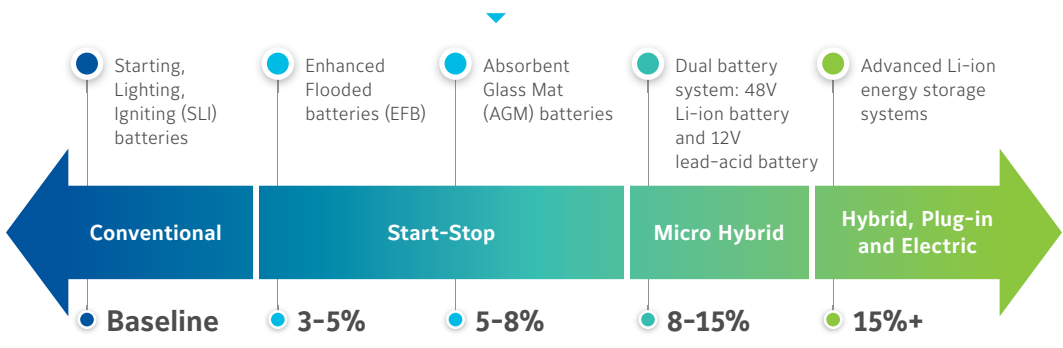 Starting,
Lighting,
Igniting (SLI)
batteries
Enhanced
Flooded
batteries (EFB)
Absorbent
Glass Mat
(AGM) batteries
Dual battery
system: 48V
Li-ion battery
and 12V
lead-acid battery
Advanced Li-ion
energy storage
systems
Conventional
Start-Stop
Micro Hybrid
Hybrid, Plug-in
and Electric
Baseline
3-5%
5-8%
8-15%
15%+